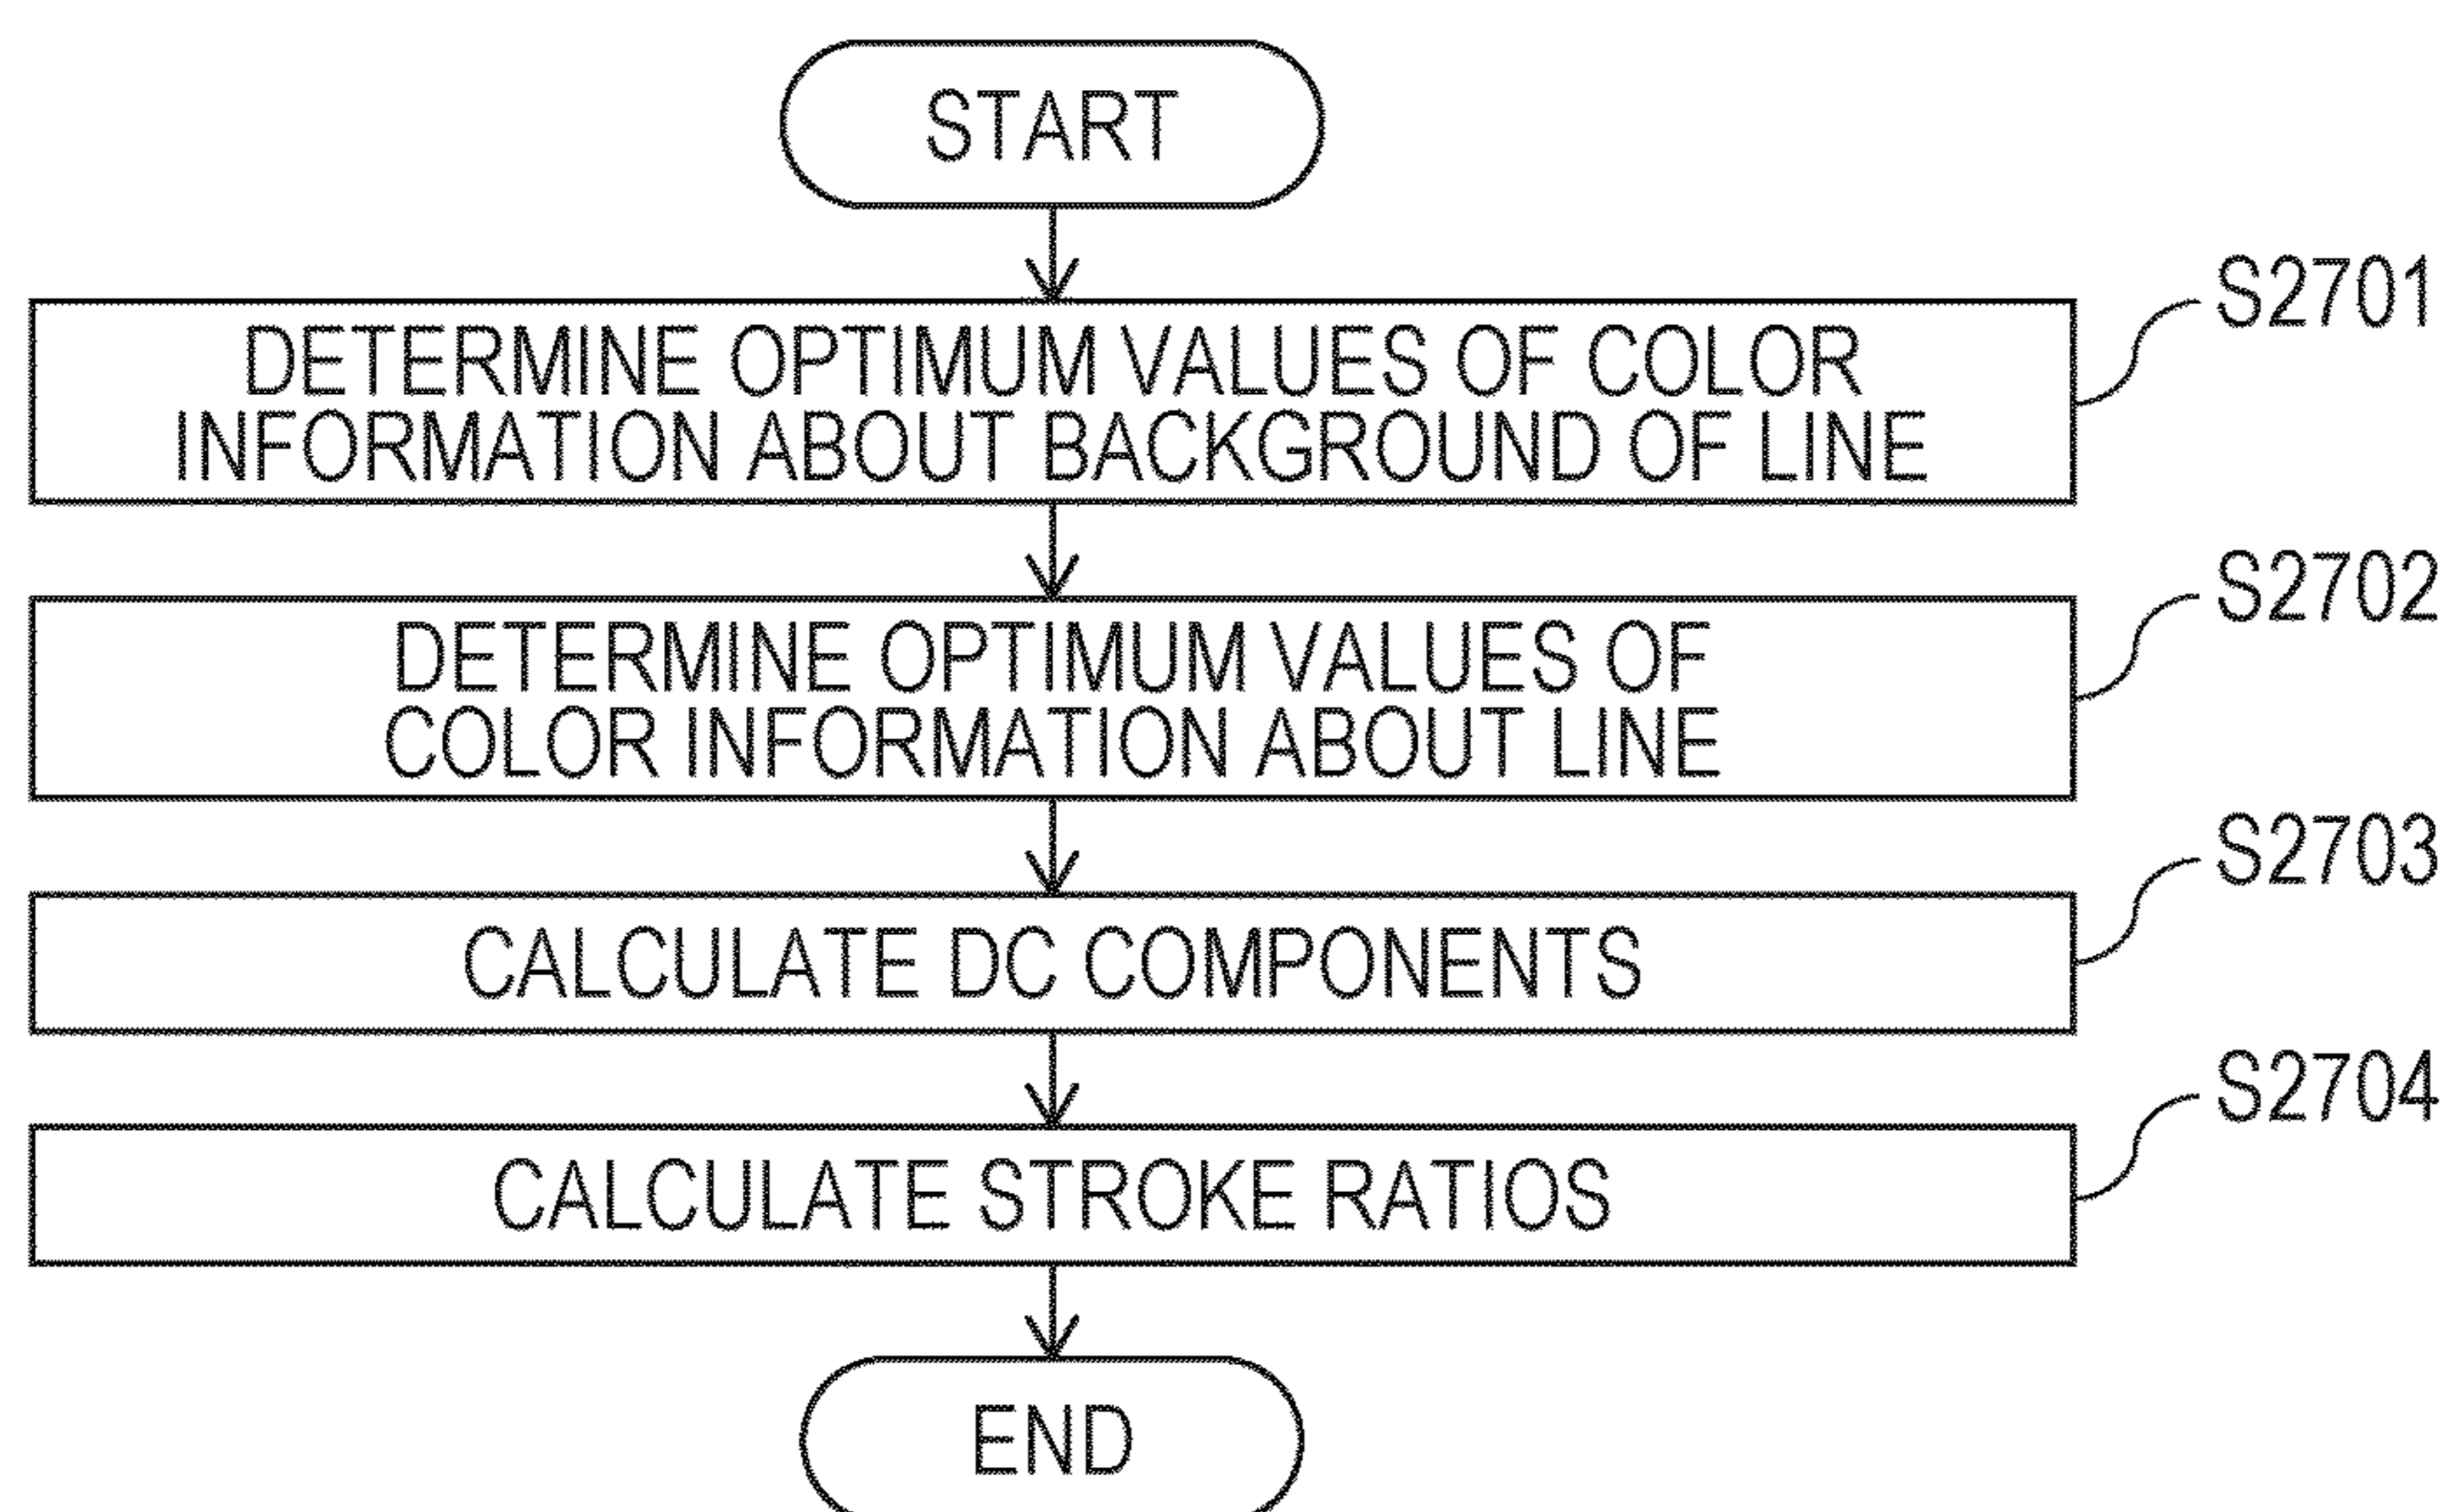 START
S2701
DETERMINE OPTIMUM VALUES OF COLOR
INFORMATION ABOUT BACKGROUND OF LINE
S2702
DETERMINE OPTIMUM VALUES OF
COLOR INFORMATION ABOUT LINE
S2703
CALCULATE DC COMPONENTS
S2704
CALCULATE STROKE RATIOS
END